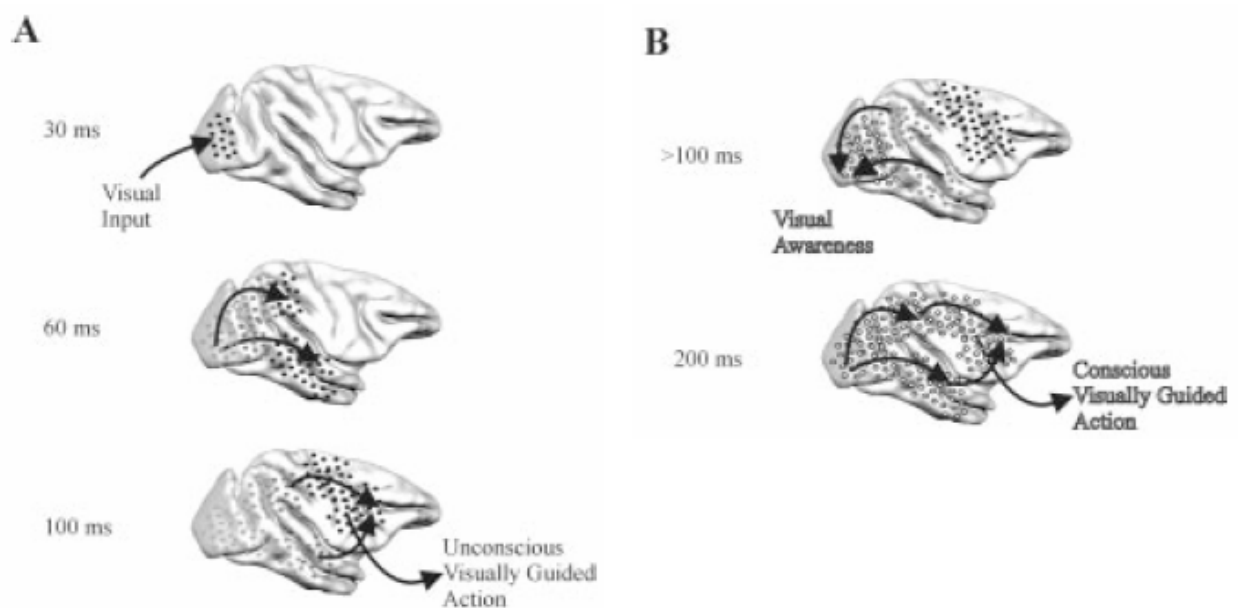 A
30 ms
Visual
Input
60 ms
100 ms
Unconscious
Visually Guided
Action
B
>100 ms
Visual
Awareness
200 ms
Conscious
Visually Guided
Action